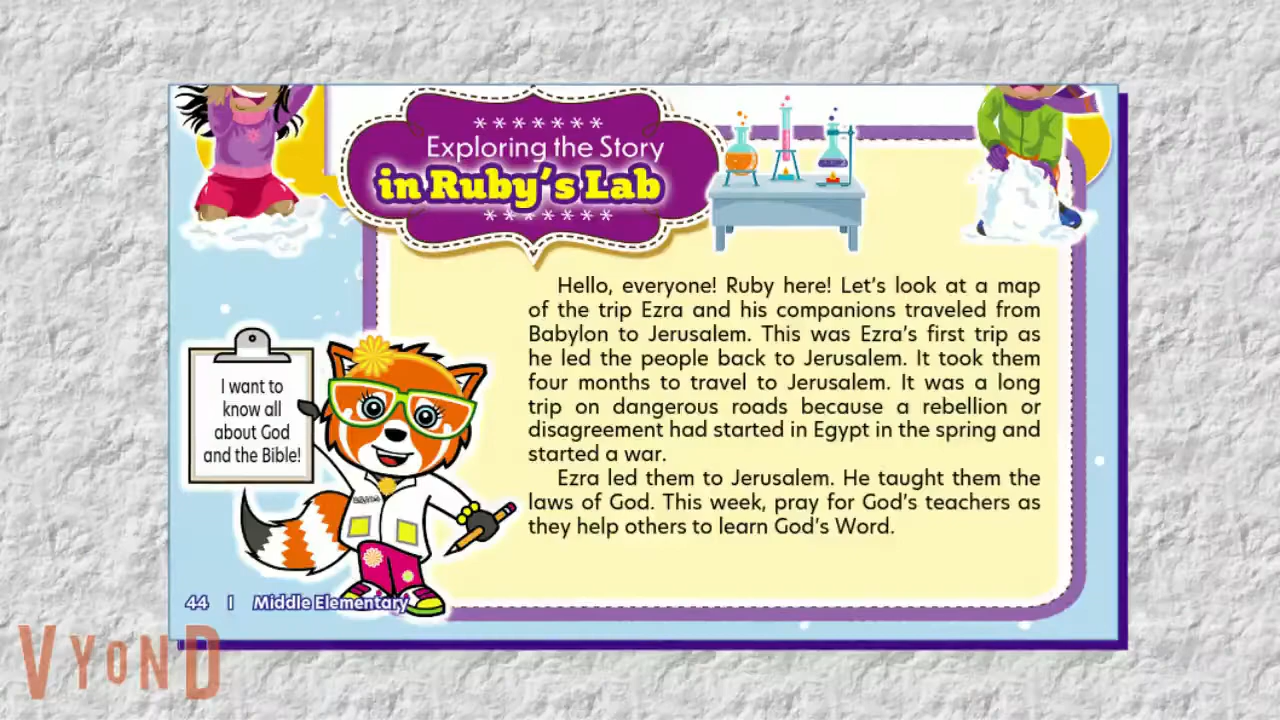 * * * * * * *
Exploring the Story
in Ruby's Lab
* * * * * * *
Hello, everyone! Ruby here! Let's look at a map
of the trip Ezra and his companions traveled from
Babylon to Jerusalem. This was Ezra's first trip as
he led the people back to Jerusalem. It took them
four months to travel to Jerusalem. It was a long
trip on dangerous roads because a rebellion or
disagreement had started in Egypt in the spring and
started a war.
Ezra led them to Jerusalem. He taught them the
laws of God. This week, pray for God's teachers as
they help others to learn God's Word.
I want to
know all
about God
and the Bible!
44 | Middle Elementary
VYOND